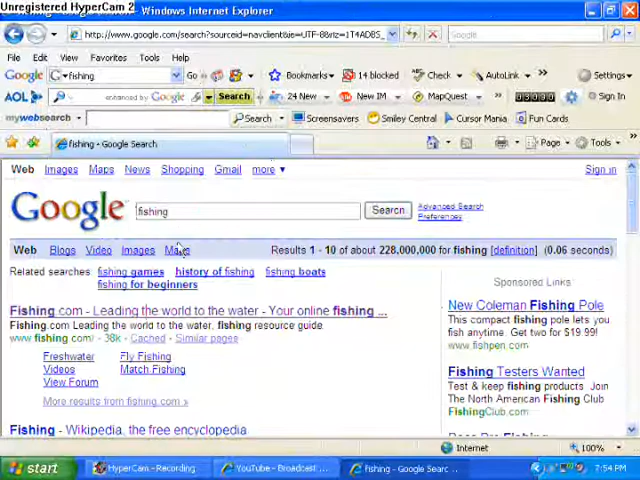 Unregistered HyperCam 2
Windows Internet Explorer
http://www.google.com/search?sourceid=navclient&ie=UTF-8&rlz=1T4ADBS_
Google
File Edit View Favorites Tools Help
Google fishing Go Bookmarks 14 blocked Check AutoLink Settings
AOL enhanced by Google Search 24 New New IM MapQuest Sign In
mywebsearch Search Screensavers Smiley Central Cursor Mania Fun Cards
fishing - Google Search Page Tools
Web Images Maps News Shopping Gmail more Sign in
Google fishing Search Advanced Search
Preferences
Web Blogs Video Images Maps Results 1 - 10 of about 228,000,000 for fishing [definition] (0.06 seconds)
Related searches: fishing games history of fishing fishing boats
fishing for beginners
Sponsored Links
Fishing.com - Leading the world to the water - Your online fishing ...
Fishing.com Leading the world to the water. fishing resource guide.
www.fishing.com/ - 38k - Cached - Similar pages
Freshwater Fly Fishing
Videos Match Fishing
View Forum
More results from fishing.com »
Fishing - Wikipedia, the free encyclopedia
New Coleman Fishing Pole
This compact fishing pole lets you
fish anytime. Get two for $19.99!
www.fishpen.com
Fishing Testers Wanted
Test & keep fishing products. Join
The North American Fishing Club
FishingClub.com
Internet 100%
start HyperCam - Recording YouTube - Broadcast ... fishing - Google Searc ... 7:54 PM